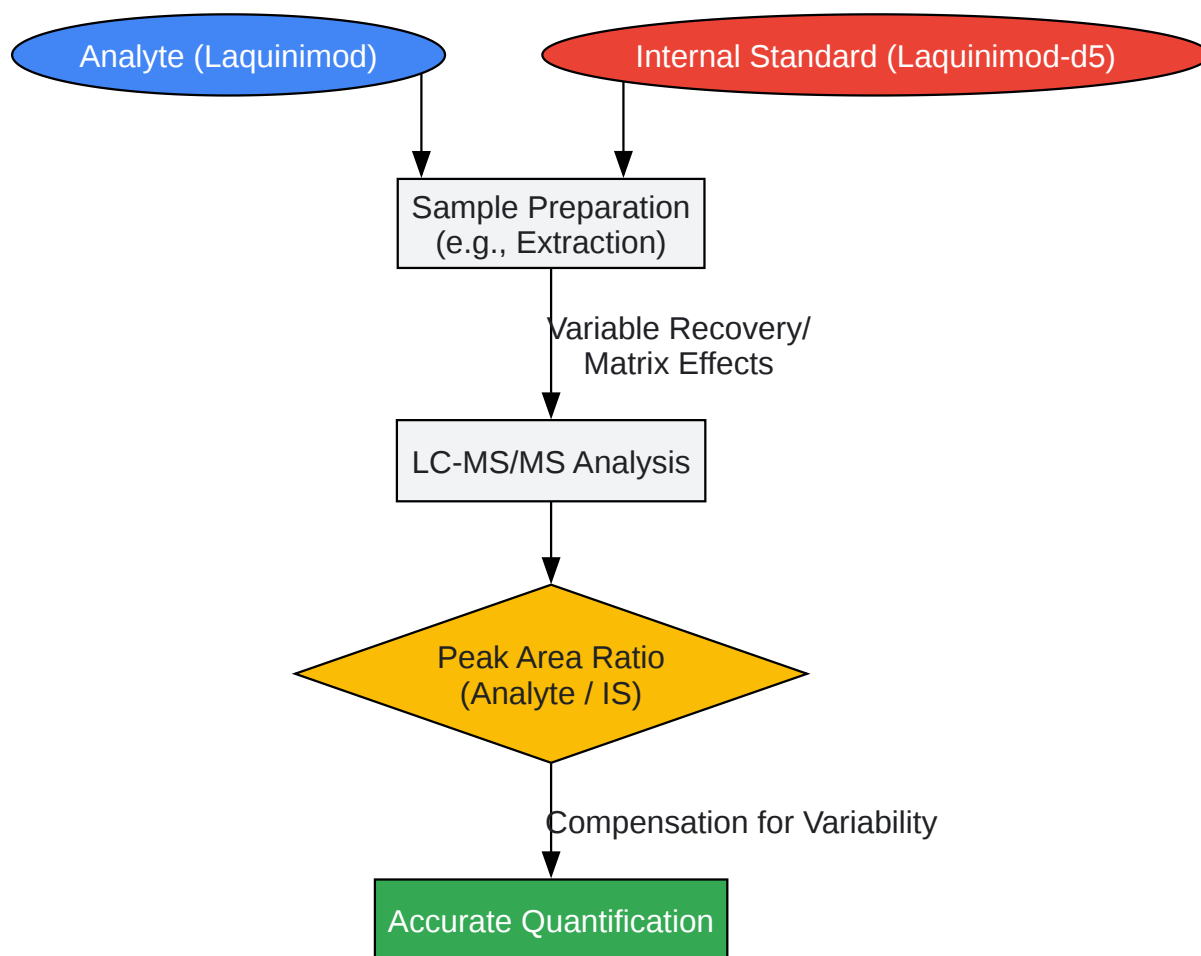 Analyte (Laquinimod)
Internal Standard (Laquinimod-d5)
Sample Preparation
(e.g., Extraction)
Variable Recovery/
Matrix Effects
LC-MS/MS Analysis
Peak Area Ratio
(Analyte / IS)
Compensation for Variability
Accurate Quantification